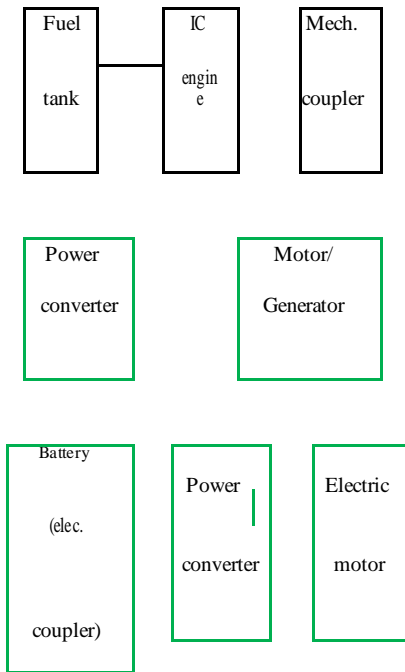 Fuel
tank
IC
engin
e
Mech.
coupler
Power
converter
Motor/
Generator
Battery
(elec.
coupler)
Power
converter
Electric
motor